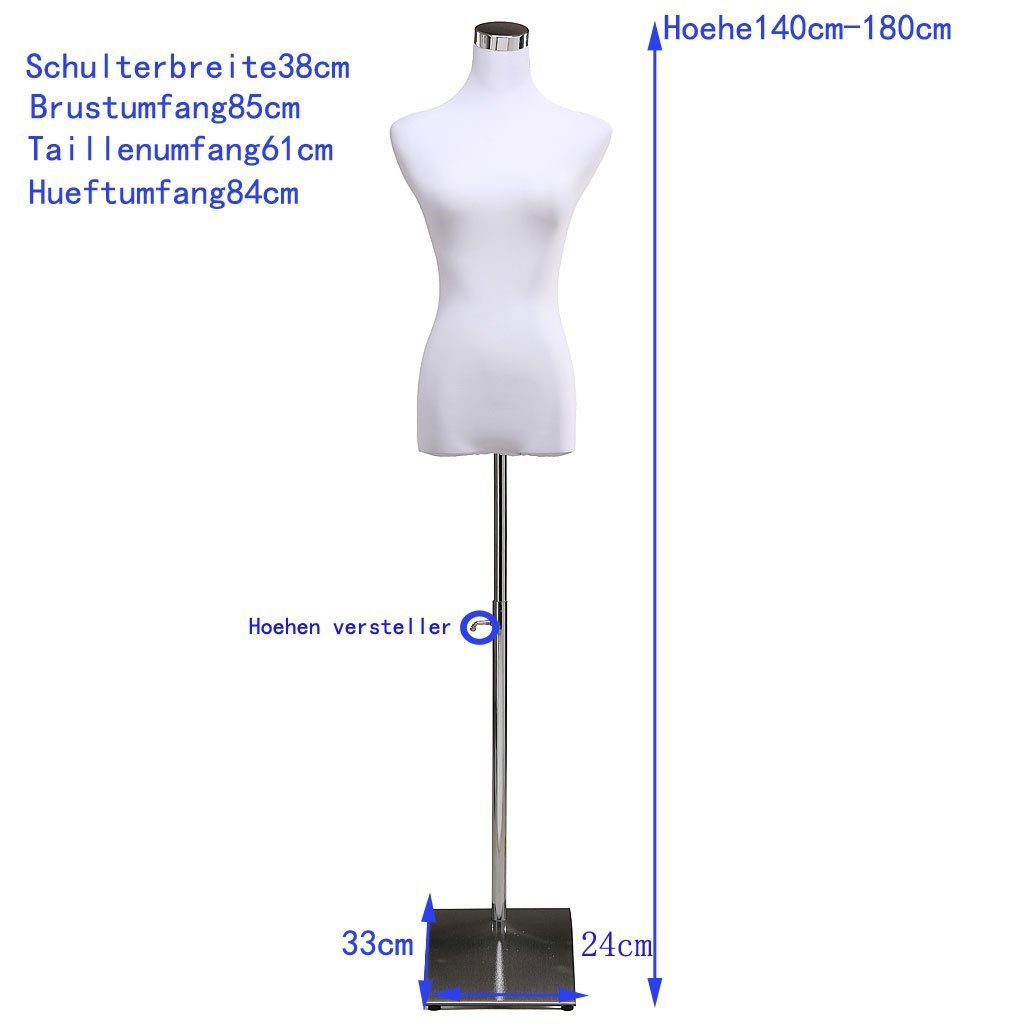 Hoehe140cm-180cm
Schulterbreite38cm
Brustumfang85cm
Taillenumfang61cm
Hueftumfang84cm
Hoehen versteller
33cm
24cm